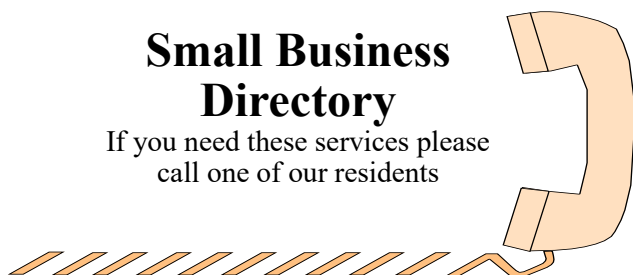 Small Business
Directory
If you need these services please
call one of our residents